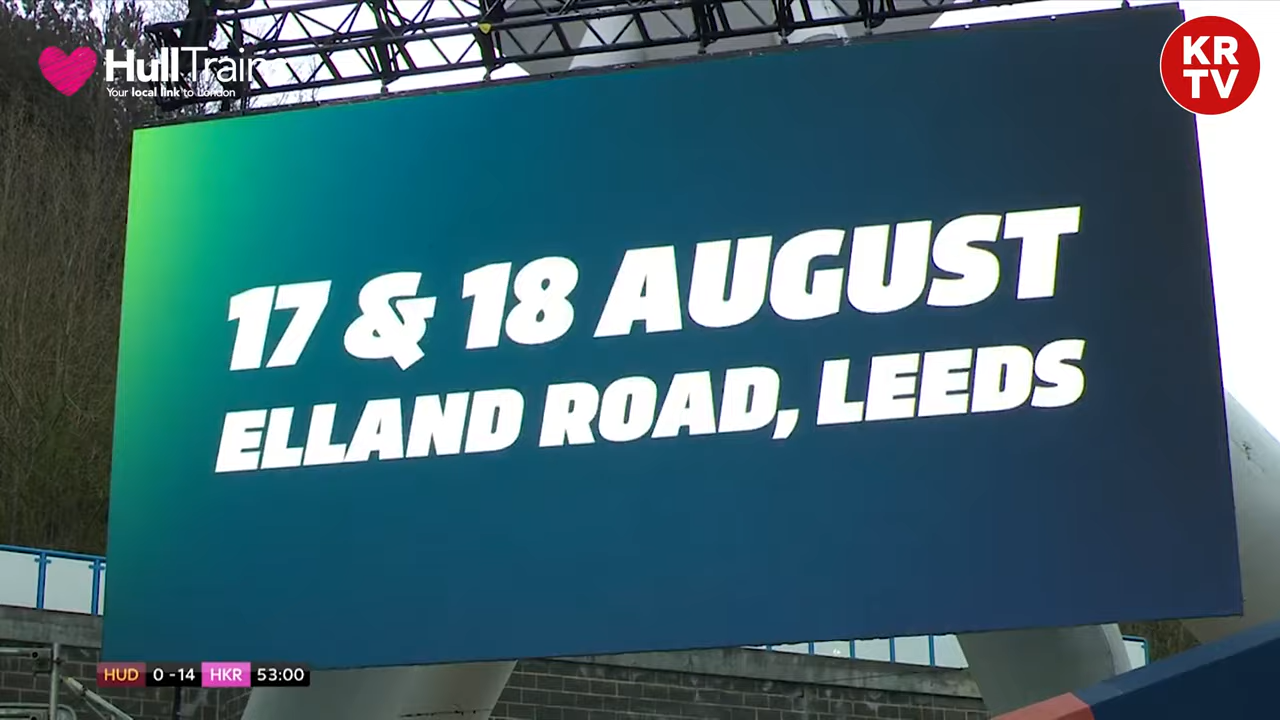 HullTrains
Your local link to London
KR
TV
17 & 18 AUGUST
ELLAND ROAD, LEEDS
HUD 0-14 HKR 53:00